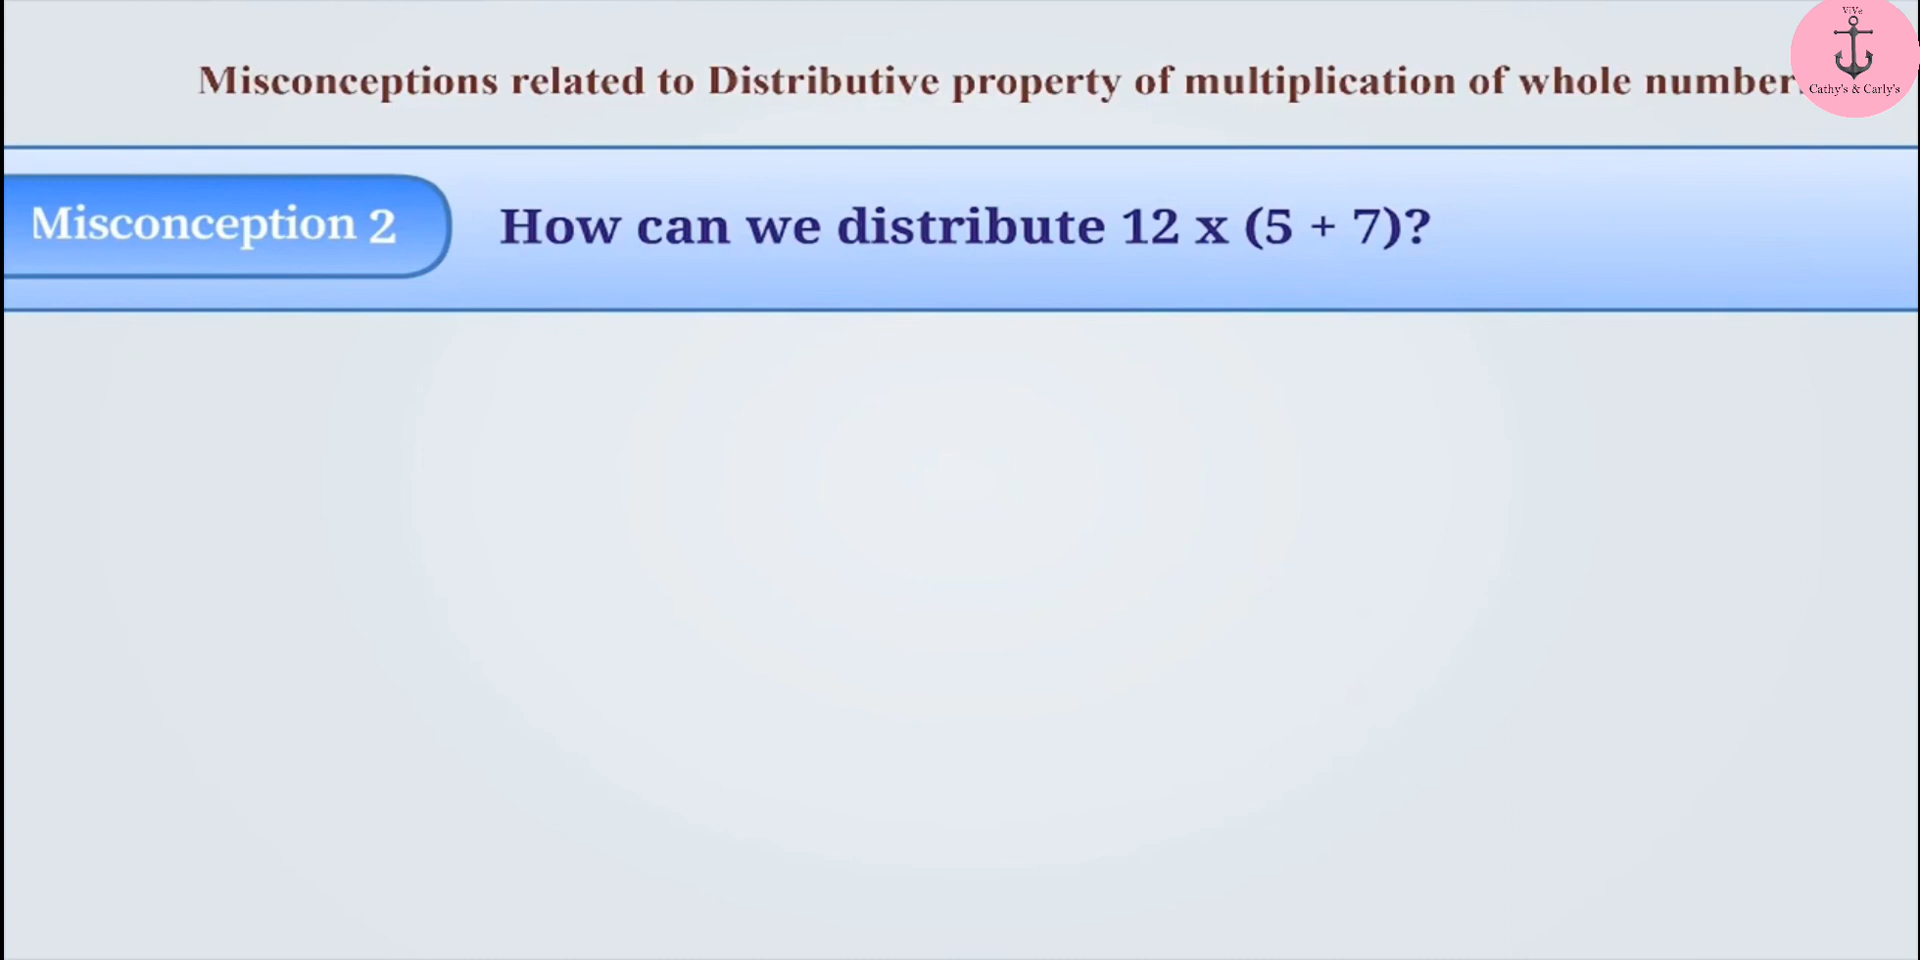 ViVe
Misconceptions related to Distributive property of multiplication of whole number
Cathy's & Carly's
Misconception 2
How can we distribute 12 x (5 + 7)?